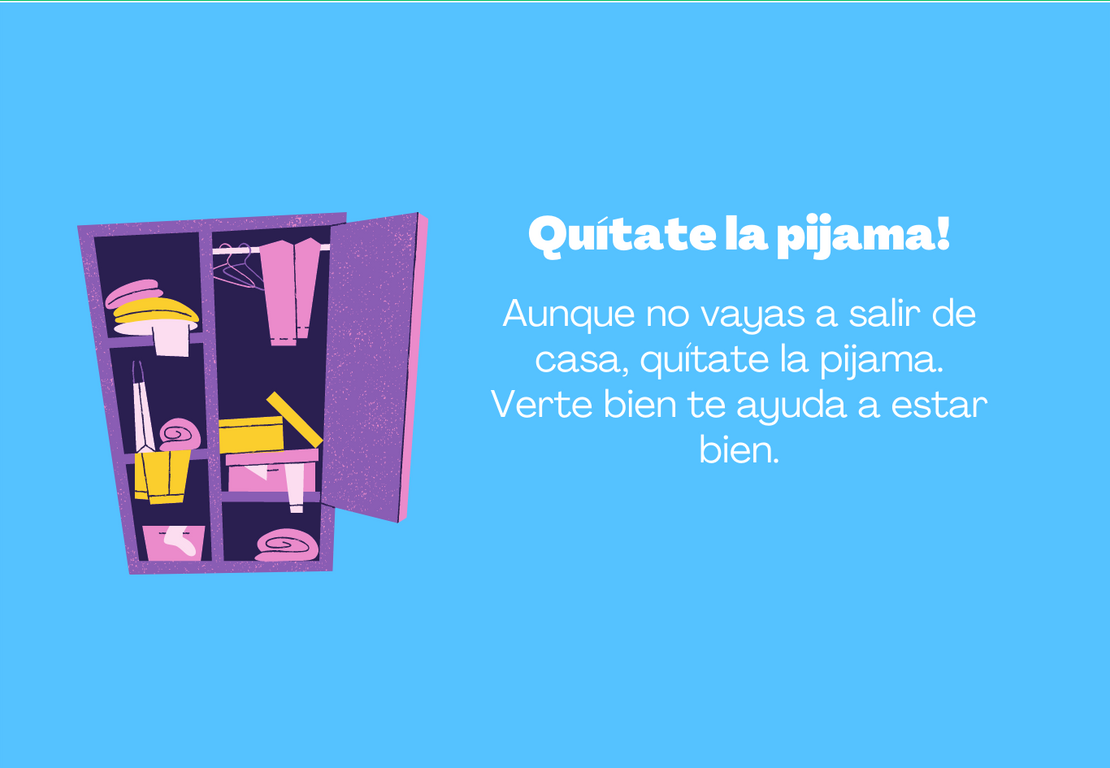 Quítate la pijama!
Aunque no vayas a salir de
casa, quítate la pijama.
Verte bien te ayuda a estar
bien.